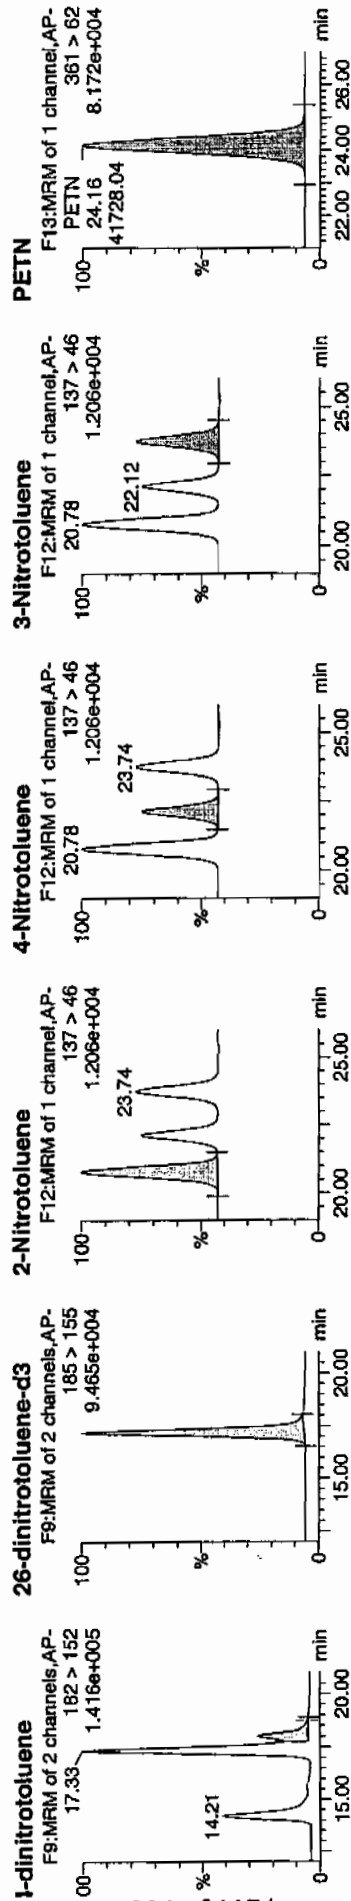 -dinitrotoluene
F9:MRM of 2 channels,AP-
182 > 152
1.416e+005
17.33
14.21
00
%
0
15.00
20.00
min
26-dinitrotoluene-d3
F9:MRM of 2 channels,AP-
185 > 155
9.465e+004
100
%
0
15.00
20.00
min
2-Nitrotoluene
F12:MRM of 1 channel,AP-
137 > 46
1.206e+004
100
23.74
%
0
20.00
25.00
min
4-Nitrotoluene
F12:MRM of 1 channel,AP-
137 > 46
1.206e+004
100
20.78
23.74
%
0
20.00
25.00
min
3-Nitrotoluene
F12:MRM of 1 channel,AP-
137 > 46
1.206e+004
100
20.78
22.12
%
0
20.00
25.00
min
PETN
F13:MRM of 1 channel,AP-
361 > 62
8.172e+004
100
PETN
24.16
41728.04
%
0
22.00
24.00
26.00
min